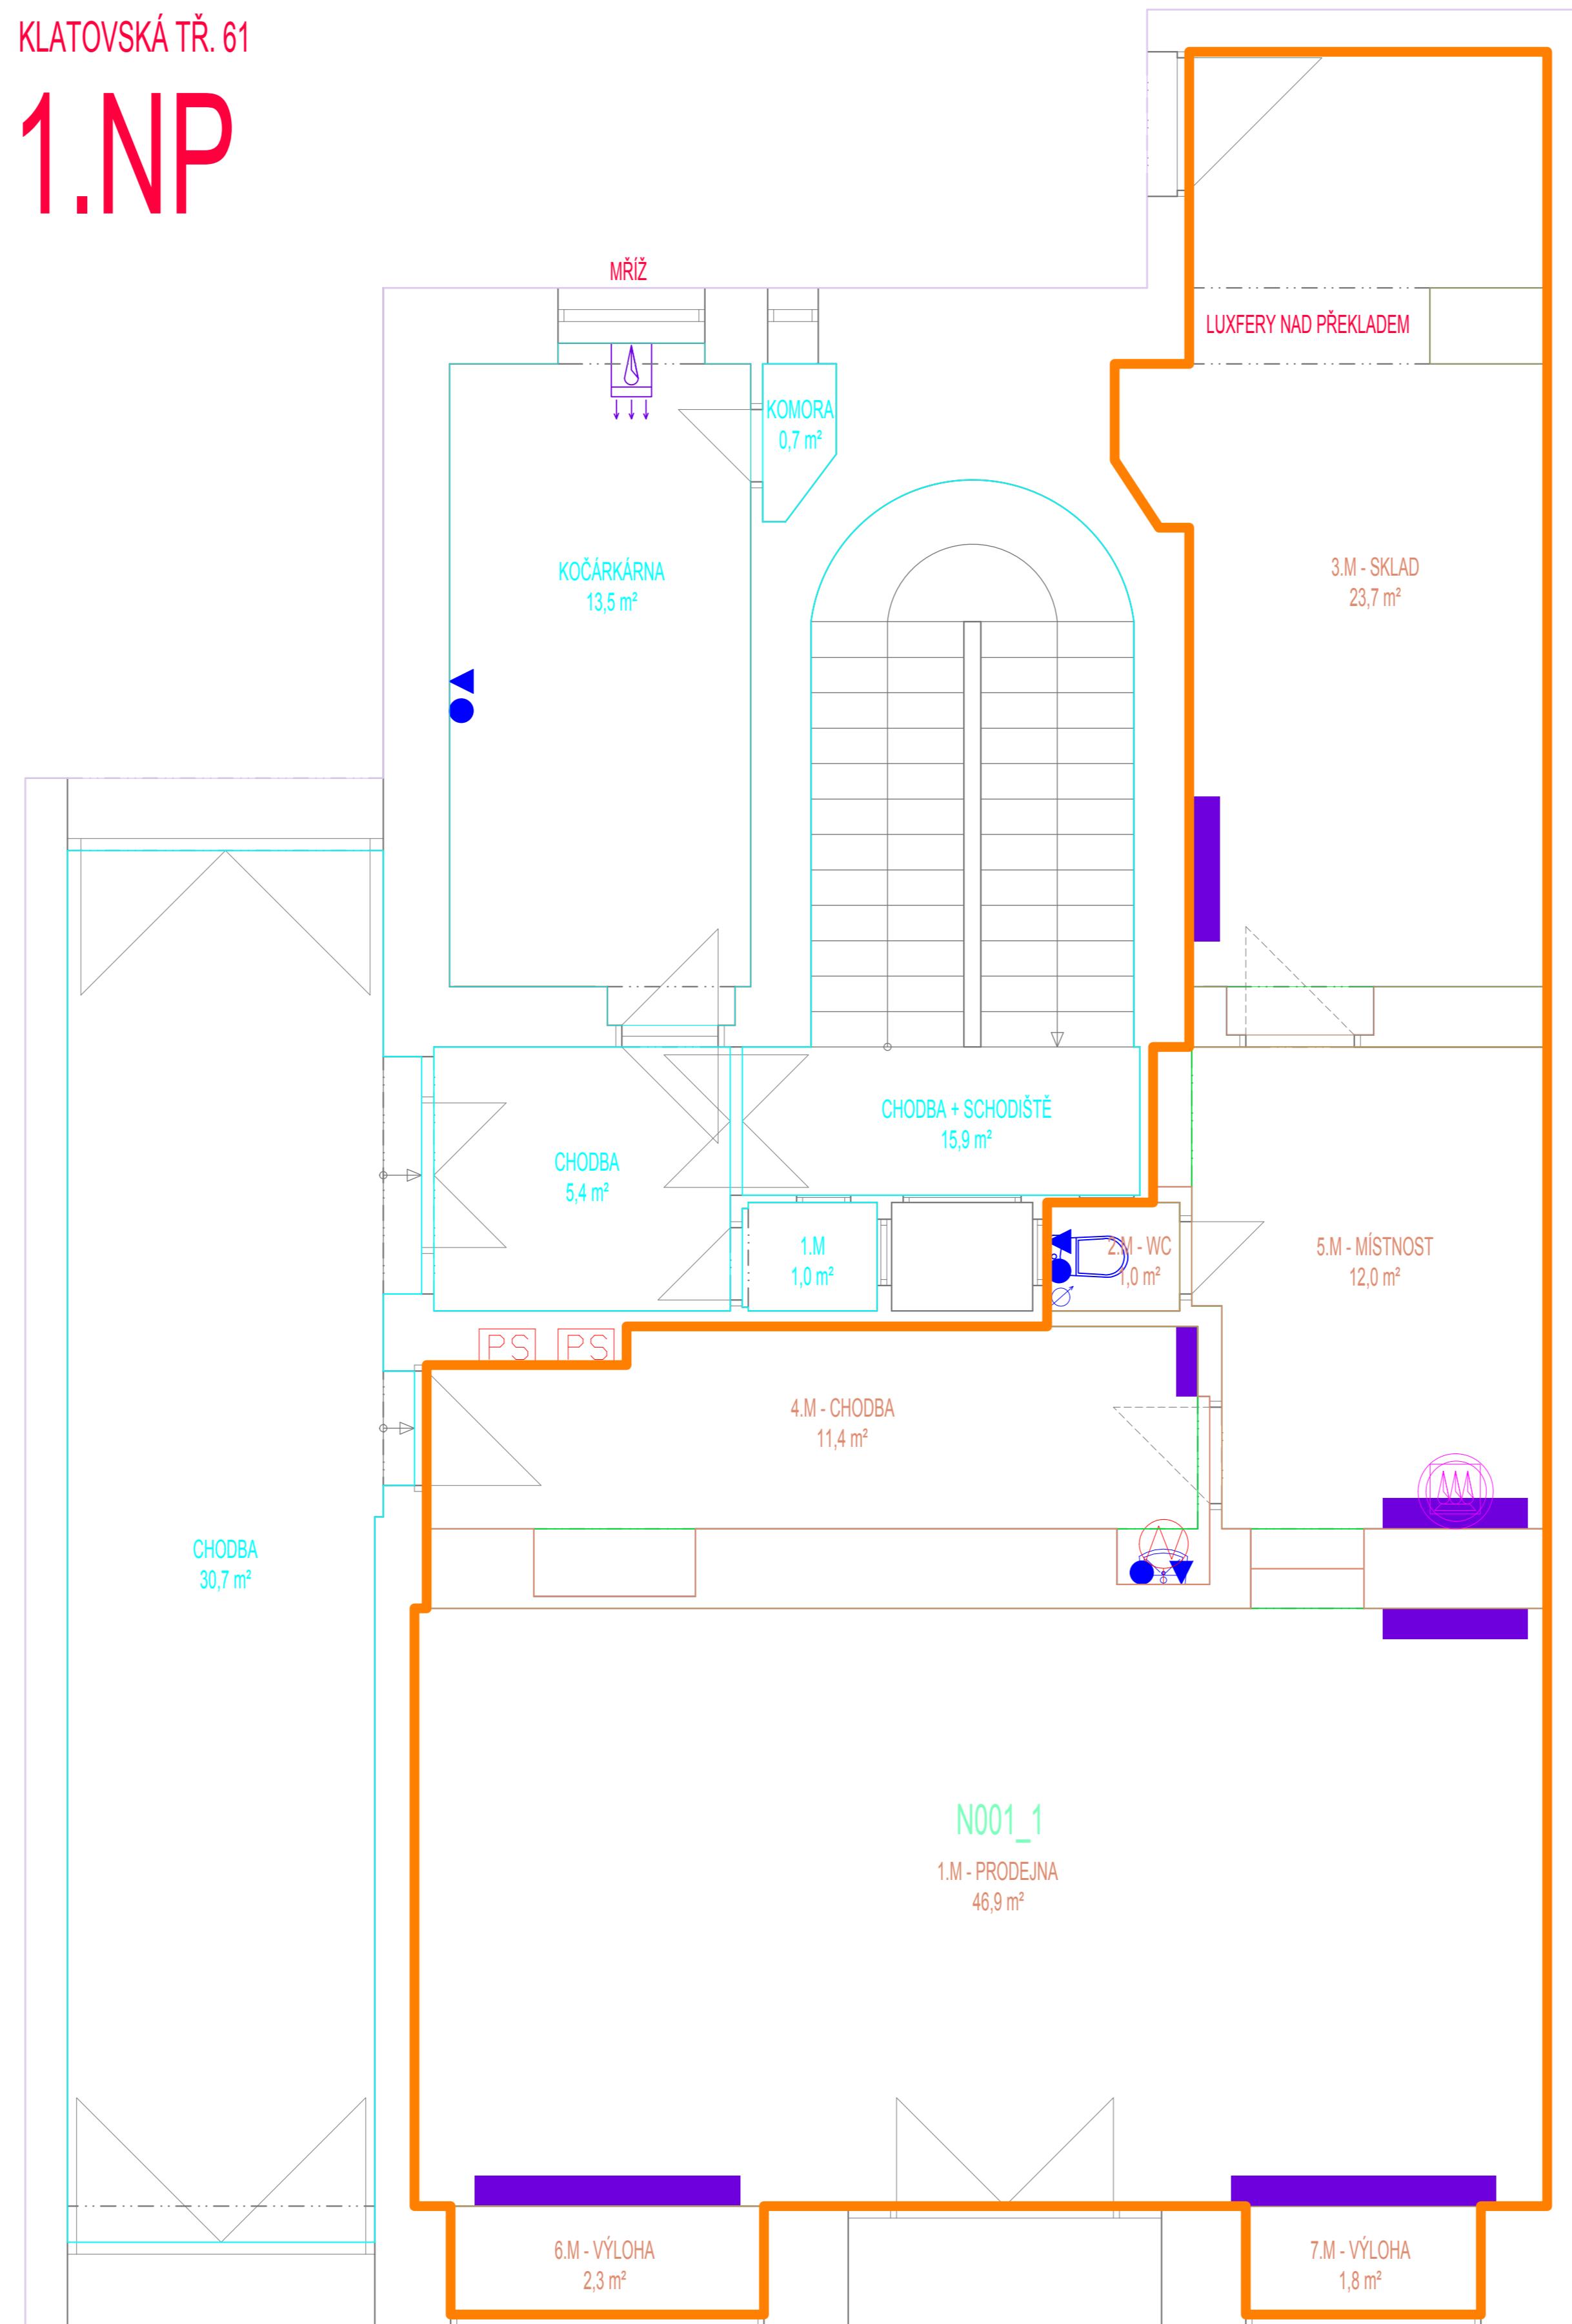 KLATOVSKÁ TŘ. 61
1.NP
MŘÍŽ
LUXFERY NAD PŘEKLADEM
KOMORA
0,7 m²
KOČÁRKÁRNA
13,5 m²
3.M - SKLAD
23,7 m²
CHODBA + SCHODIŠTĚ
15,9 m²
CHODBA
5,4 m²
1.M
1,0 m²
2.M - WC
1,0 m²
5.M - MÍSTNOST
12,0 m²
PS
PS
4.M - CHODBA
11,4 m²
CHODBA
30,7 m²
N001_1
1.M - PRODEJNA
46,9 m²
6.M - VÝLOHA
2,3 m²
7.M - VÝLOHA
1,8 m²